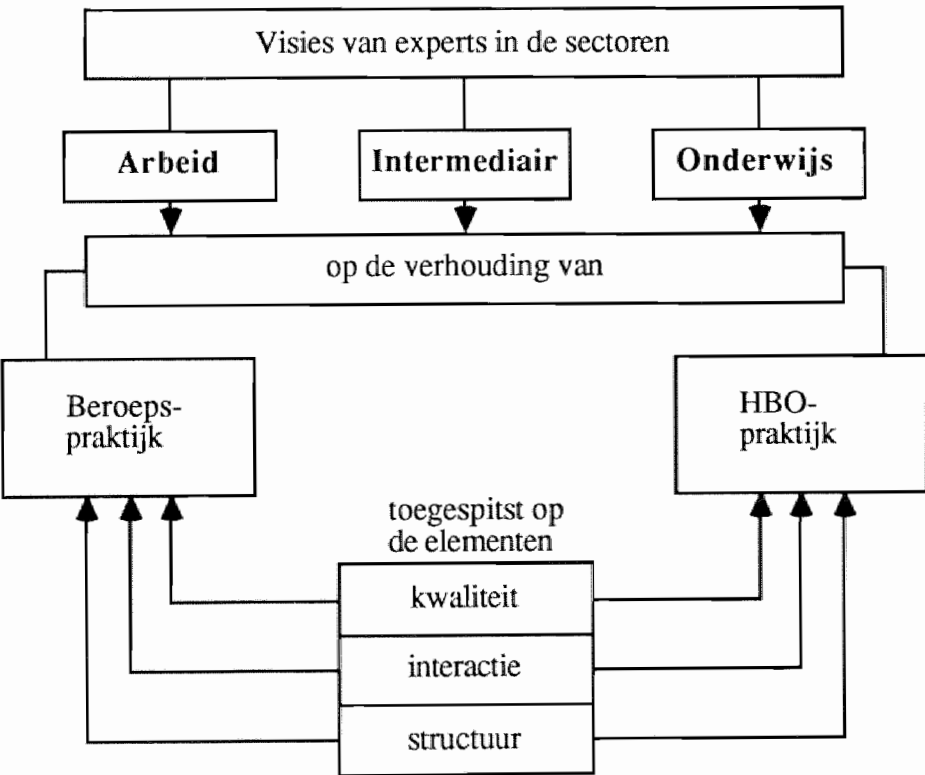 Visies van experts in de sectoren
Arbeid
Intermediair
Onderwijs
op de verhouding van
Beroeps-
praktijk
HBO-
praktijk
toegespitst op
de elementen
kwaliteit
interactie
structuur